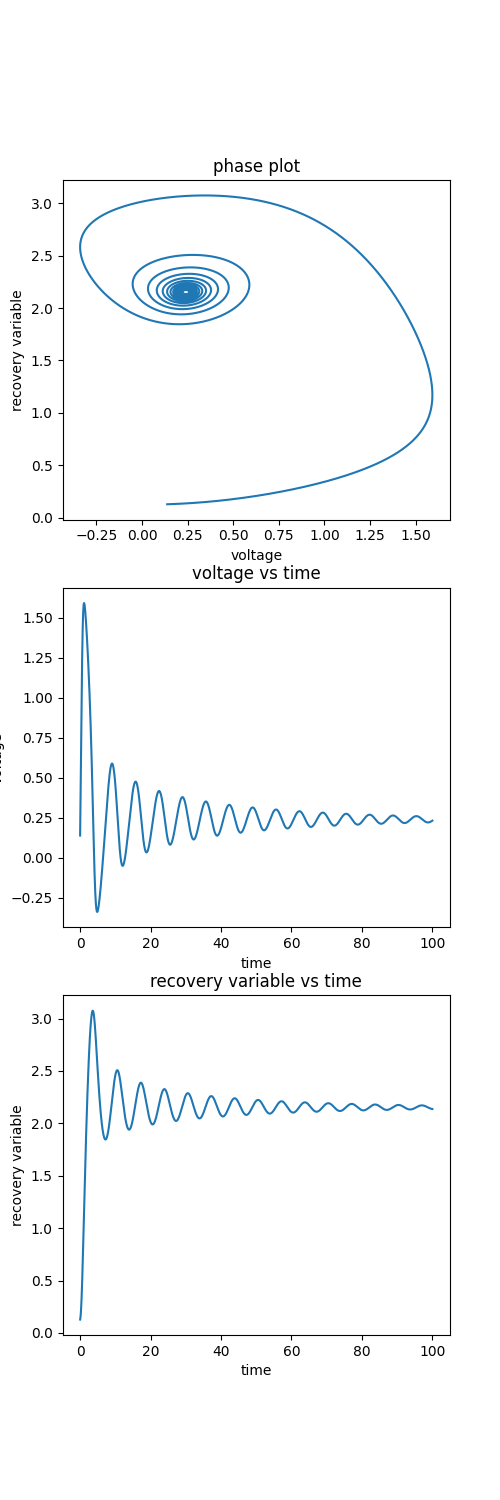 phase plot
3.0
2.5
2.0
1.5
1.0
0.5
0.0
recovery variable
−0.25 0.00 0.25 0.50 0.75 1.00 1.25 1.50
voltage
voltage vs time
1.50
1.25
1.00
0.75
0.50
0.25
0.00
−0.25
0 20 40 60 80 100
time
recovery variable vs time
3.0
2.5
2.0
1.5
1.0
0.5
0.0
recovery variable
0 20 40 60 80 100
time